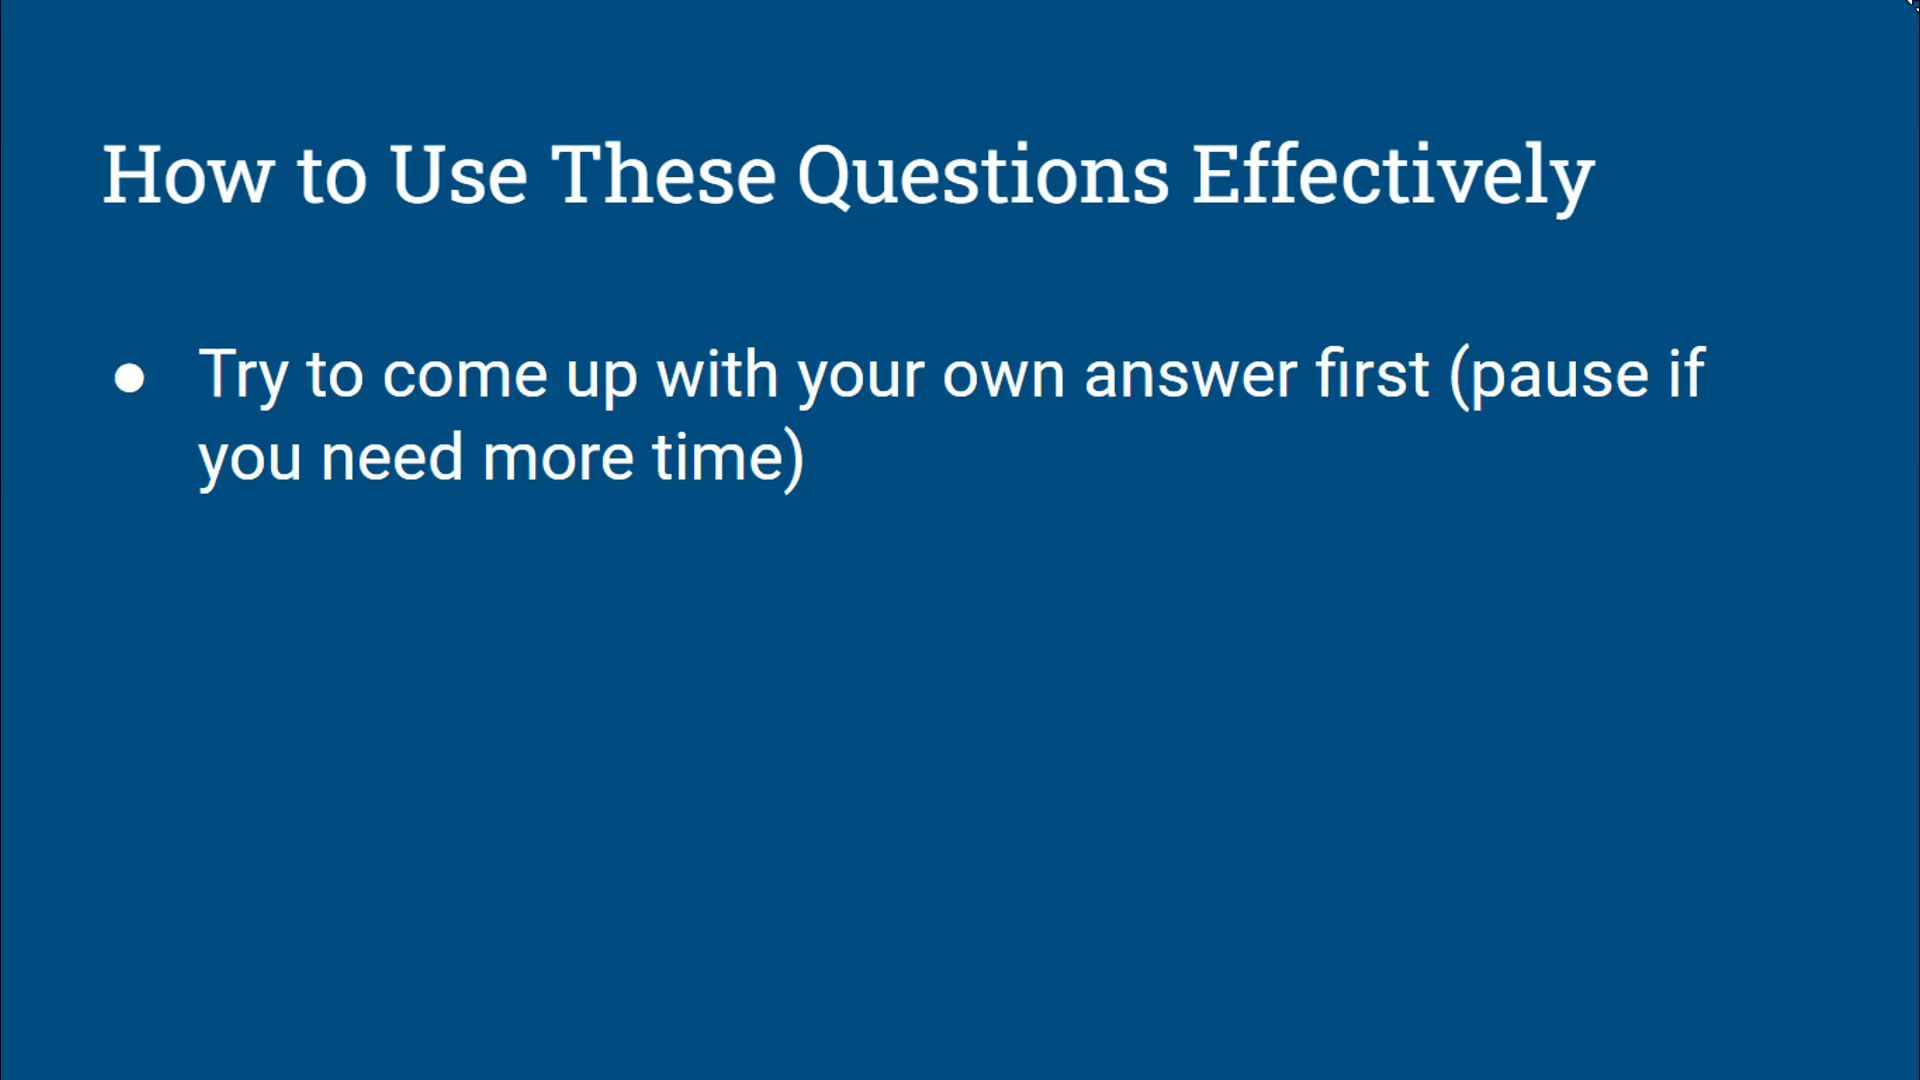 How to Use These Questions Effectively
● Try to come up with your own answer first (pause if
you need more time)